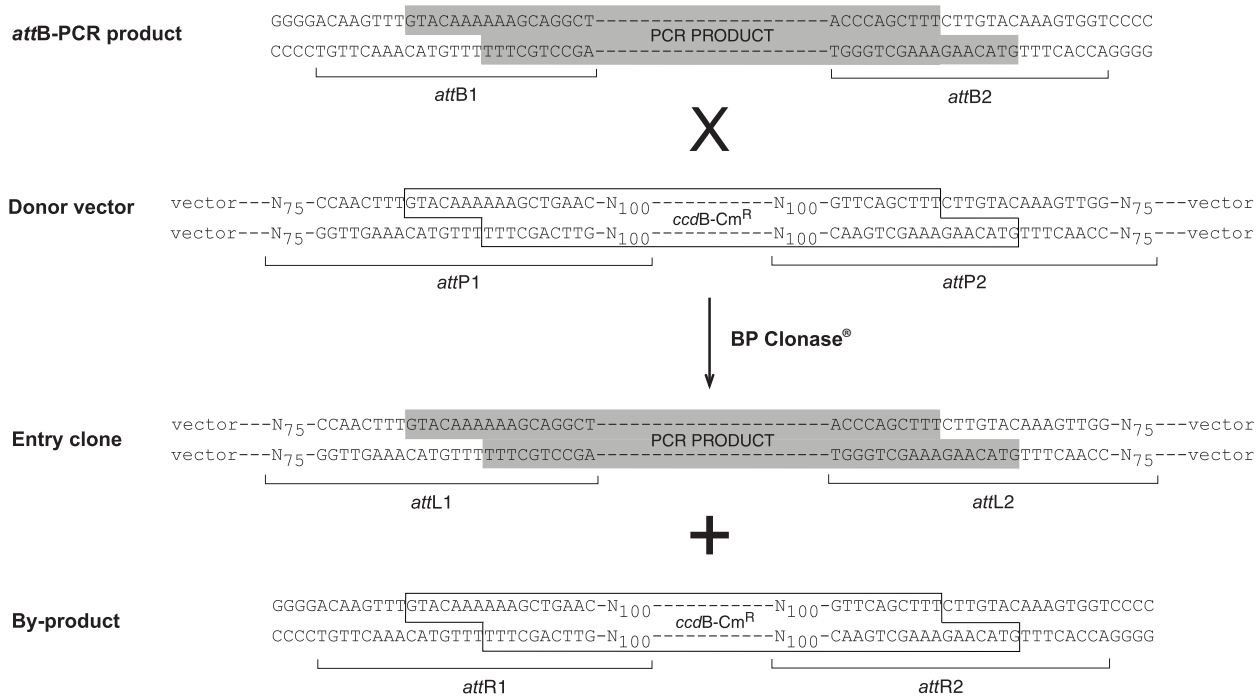 GGGGACAAGTTTGTACAAAAAAGCAGGCT--------------------ACCCAGCTTTCTTGTACAAAGTGGTCCCC
attB-PCR product PCR PRODUCT
CCCCTGTTCAAACATGTTTTTTCGTCCGA--------------------TGGGTCGAAAGAACATGTTTCACCAGGGG
attB1 attB2
X
vector---N75-CCAACTTTGTACAAAAAAGCTGAAC-N100----------N100-GTTCAGCTTTCTTGTACAAAGTTGG-N75---vector
Donor vector ccdB-CmR
vector---N75-GGTTGAAACATGTTTTTTCGACTTG-N100----------N100-CAAGTCGAAAGAACATGTTTCAACC-N75---vector
attP1 attP2
BP Clonase®
vector---N75-CCAACTTTGTACAAAAAAGCAGGCT--------------------ACCCAGCTTTCTTGTACAAAGTTGG-N75---vector
Entry clone PCR PRODUCT
vector---N75-GGTTGAAACATGTTTTTTCGTCCGA--------------------TGGGTCGAAAGAACATGTTTCAACC-N75---vector
attL1 attL2
+
GGGGACAAGTTTGTACAAAAAAGCTGAAC-N100----------N100-GTTCAGCTTTCTTGTACAAAGTGGTCCCC
By-product ccdB-CmR
CCCCTGTTCAAACATGTTTTTTCGACTTG-N100----------N100-CAAGTCGAAAGAACATGTTTCACCAGGGG
attR1 attR2